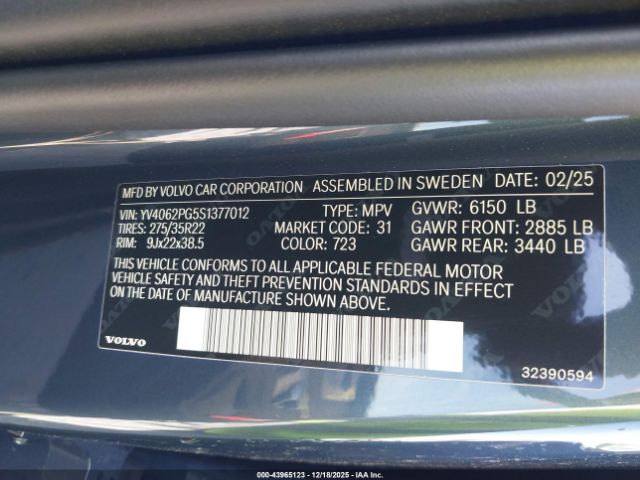 MFD BY VOLVO CAR CORPORATION ASSEMBLED IN SWEDEN DATE: 02/25
VIN: YV4062PG5S1377012 TYPE: MPV GVWR: 6150 LB
TIRES: 275/35R22 MARKET CODE: 31 GAWR FRONT: 2885 LB
RIM: 9Jx22x38.5 COLOR: 723 GAWR REAR: 3440 LB
THIS VEHICLE CONFORMS TO ALL APPLICABLE FEDERAL MOTOR
VEHICLE SAFETY AND THEFT PREVENTION STANDARDS IN EFFECT
ON THE DATE OF MANUFACTURE SHOWN ABOVE.
VOLVO
32390594
000-43965123 - 12/18/2025 - IAA Inc.